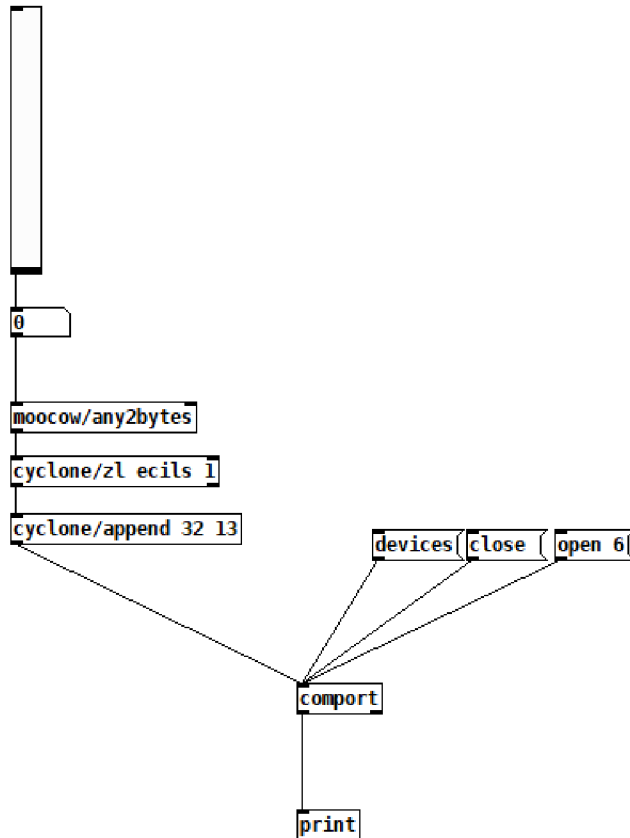 0
moocow/any2bytes
cyclone/zl ecils 1
cyclone/append 32 13
devices
close
open 6
comport
print